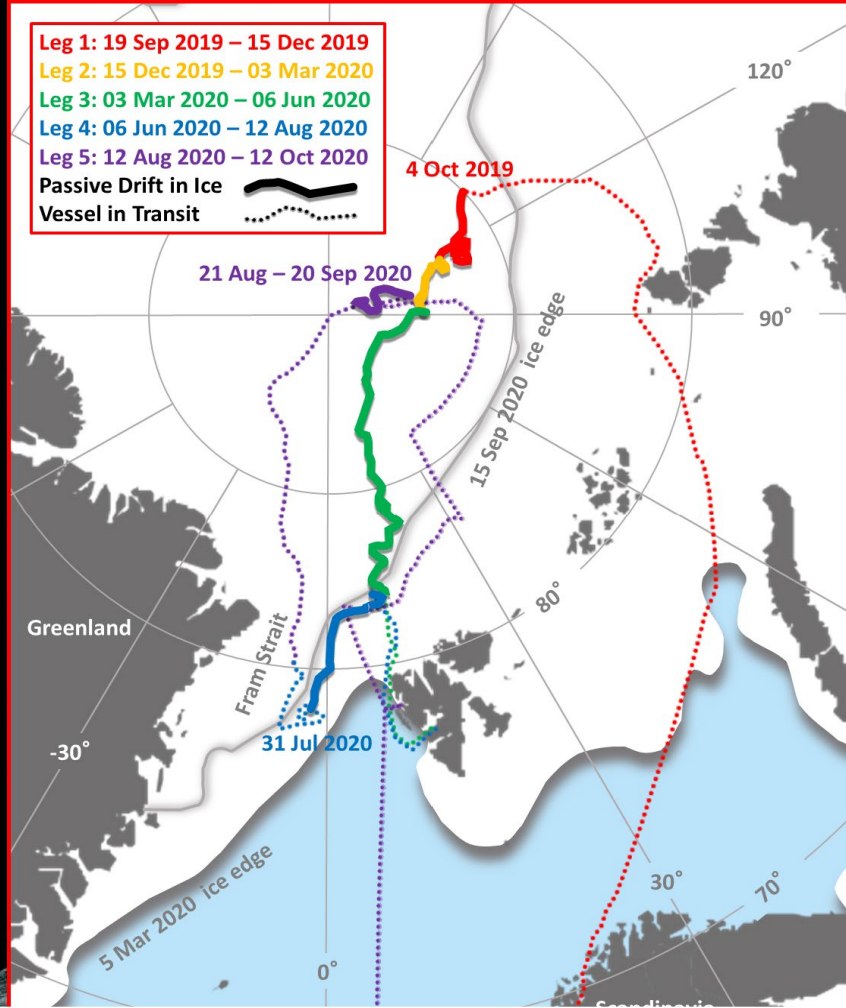 Leg 1: 19 Sep 2019 – 15 Dec 2019
Leg 2: 15 Dec 2019 – 03 Mar 2020
Leg 3: 03 Mar 2020 – 06 Jun 2020
Leg 4: 06 Jun 2020 – 12 Aug 2020
Leg 5: 12 Aug 2020 – 12 Oct 2020
Passive Drift in Ice
Vessel in Transit
120°
4 Oct 2019
21 Aug – 20 Sep 2020
90°
15 Sep 2020 ice edge
80°
Greenland
Fram Strait
-30°
31 Jul 2020
5 Mar 2020 ice edge
30°
70°
0°
Scandinavia